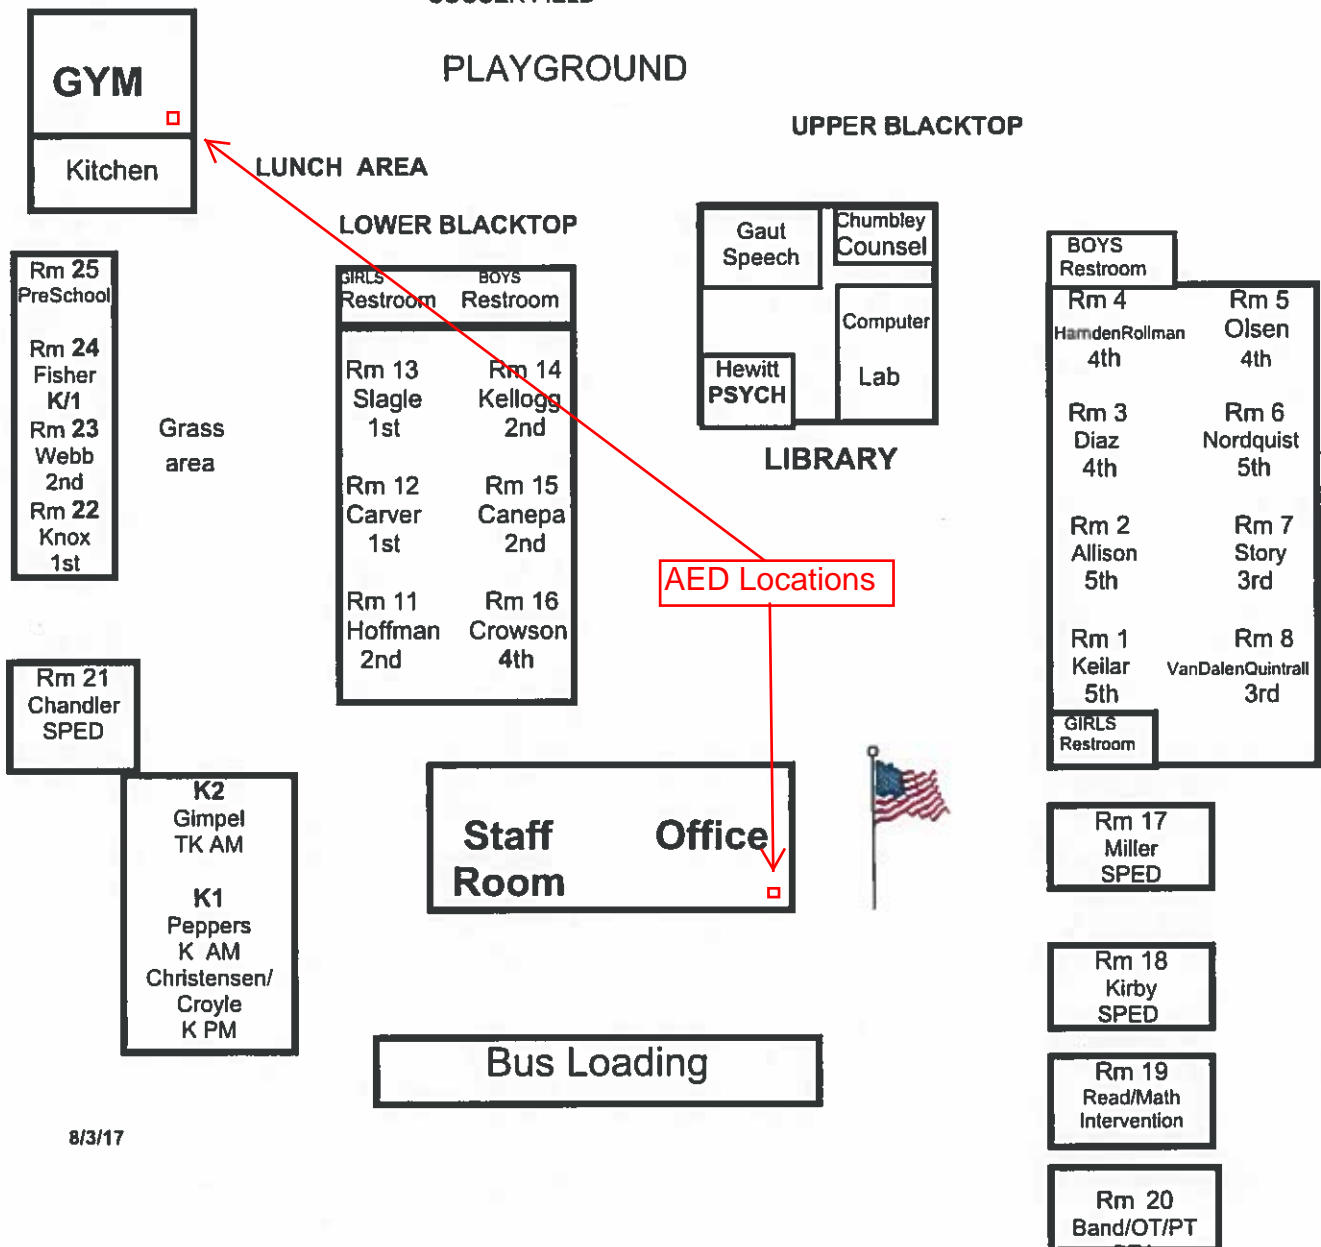 GYM
Kitchen
PLAYGROUND
UPPER BLACKTOP
LUNCH AREA
LOWER BLACKTOP
Rm 25
PreSchool
Rm 24
Fisher
K/1
Rm 23
Webb
2nd
Rm 22
Knox
1st
Grass
area
GIRLS
Restroom
BOYS
Restroom
Rm 13
Slagle
1st
Rm 14
Kellogg
2nd
Rm 12
Carver
1st
Rm 15
Canepa
2nd
Rm 11
Hoffman
2nd
Rm 16
Crowson
4th
Gaut
Speech
Chumbley
Counsel
Computer
Lab
Hewitt
PSYCH
LIBRARY
AED Locations
BOYS
Restroom
Rm 4
HamdenRollman
4th
Rm 5
Olsen
4th
Rm 3
Diaz
4th
Rm 6
Nordquist
5th
Rm 2
Allison
5th
Rm 7
Story
3rd
Rm 1
Keilar
5th
Rm 8
VanDalenQuintrall
3rd
GIRLS
Restroom
Rm 21
Chandler
SPED
K2
Gimpel
TK AM
K1
Peppers
K AM
Christensen/
Croyle
K PM
Staff
Room
Office
Rm 17
Miller
SPED
Rm 18
Kirby
SPED
Rm 19
Read/Math
Intervention
Rm 20
Band/OT/PT
Bus Loading
8/3/17